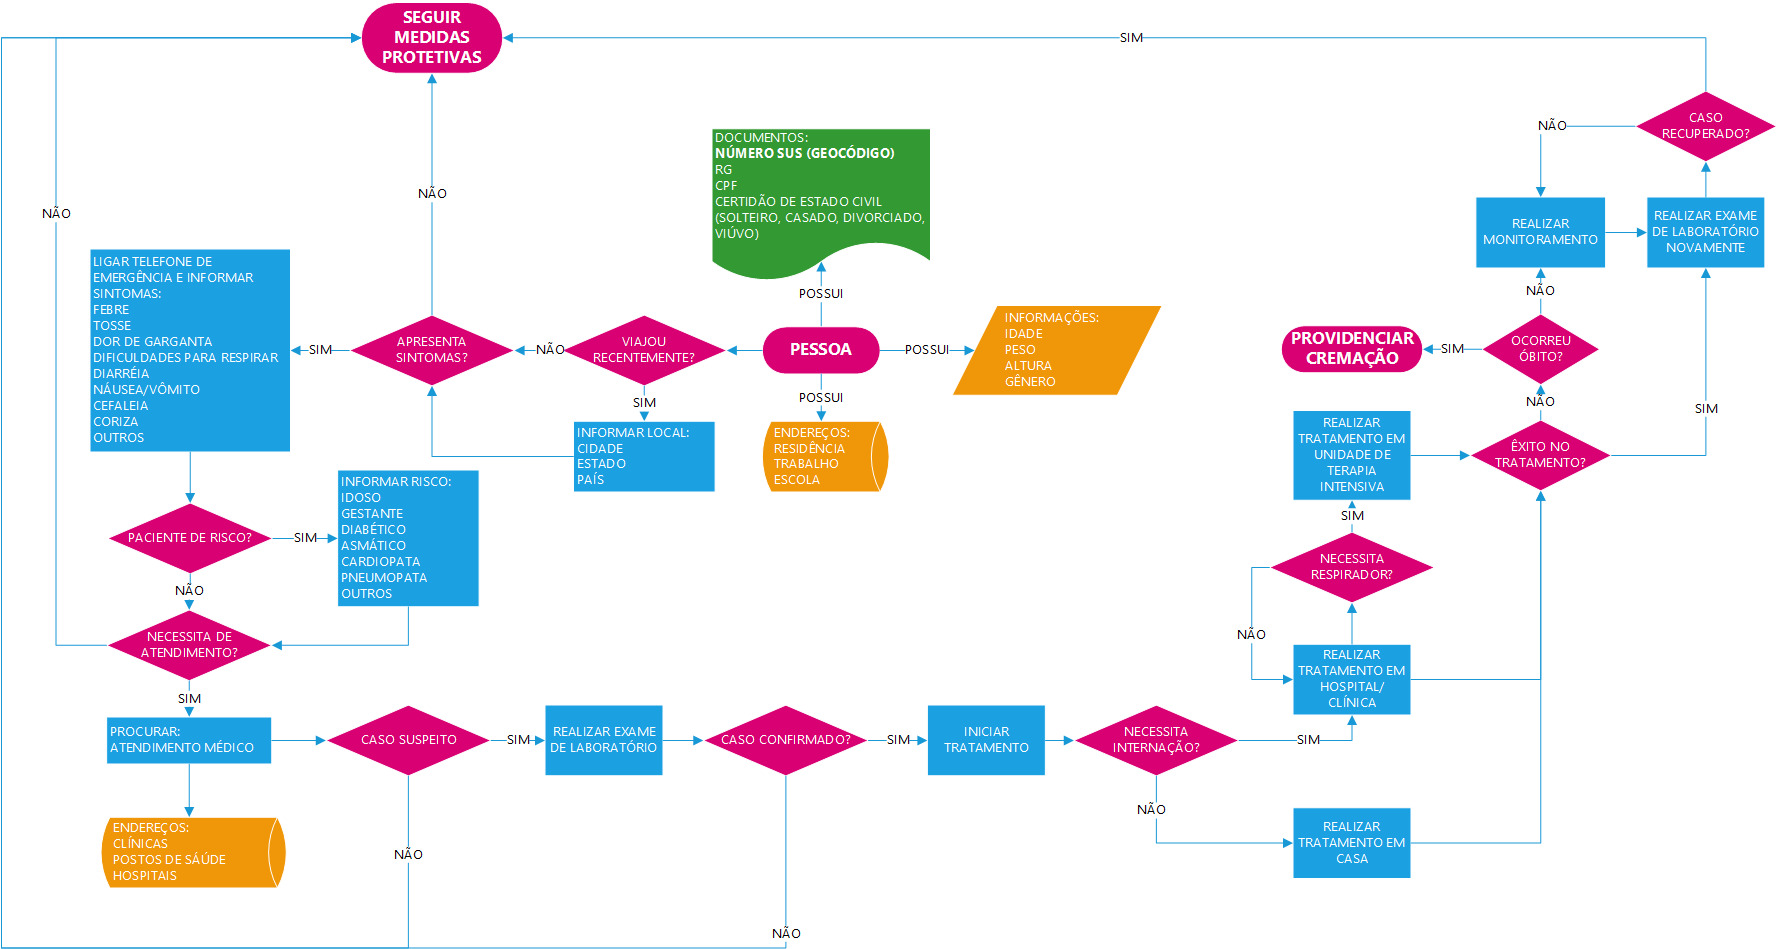 SEGUIR
MEDIDAS
PROTETIVAS
SIM
CASO
RECUPERADO?
NÃO
DOCUMENTOS:
NÚMERO SUS (GEOCÓDIGO)
RG
CPF
CERTIDÃO DE ESTADO CIVIL
(SOLTEIRO, CASADO, DIVORCIADO,
VIÚVO)
NÃO
NÃO
REALIZAR
MONITORAMENTO
REALIZAR EXAME
DE LABORATÓRIO
NOVAMENTE
LIGAR TELEFONE DE
EMERGÊNCIA E INFORMAR
SINTOMAS:
FEBRE
TOSSE
DOR DE GARGANTA
DIFICULDADES PARA RESPIRAR
DIARRÉIA
NÁUSEA/VÔMITO
CEFALEIA
CORIZA
OUTROS
SIM
APRESENTA
SINTOMAS?
NÃO
VIAJOU
RECENTEMENTE?
POSSUI
PESSOA
POSSUI
INFORMAÇÕES:
IDADE
PESO
ALTURA
GÊNERO
NÃO
PROVIDENCIAR
CREMAÇÃO
SIM
OCORREU
ÓBITO?
SIM
POSSUI
NÃO
SIM
INFORMAR LOCAL:
CIDADE
ESTADO
PAÍS
ENDEREÇOS:
RESIDÊNCIA
TRABALHO
ESCOLA
REALIZAR
TRATAMENTO EM
UNIDADE DE
TERAPIA
INTENSIVA
ÊXITO NO
TRATAMENTO?
INFORMAR RISCO:
IDOSO
GESTANTE
DIABÉTICO
ASMÁTICO
CARDIOPATA
PNEUMOPATA
OUTROS
PACIENTE DE RISCO?
SIM
SIM
NECESSITA
RESPIRADOR?
NÃO
NÃO
NECESSITA DE
ATENDIMENTO?
REALIZAR
TRATAMENTO EM
HOSPITAL/
CLÍNICA
SIM
PROCURAR:
ATENDIMENTO MÉDICO
CASO SUSPEITO
SIM
REALIZAR EXAME
DE LABORATÓRIO
CASO CONFIRMADO?
SIM
INICIAR
TRATAMENTO
NECESSITA
INTERNAÇÃO?
SIM
NÃO
ENDEREÇOS:
CLÍNICAS
POSTOS DE SÁÚDE
HOSPITAIS
NÃO
REALIZAR
TRATAMENTO EM
CASA
NÃO